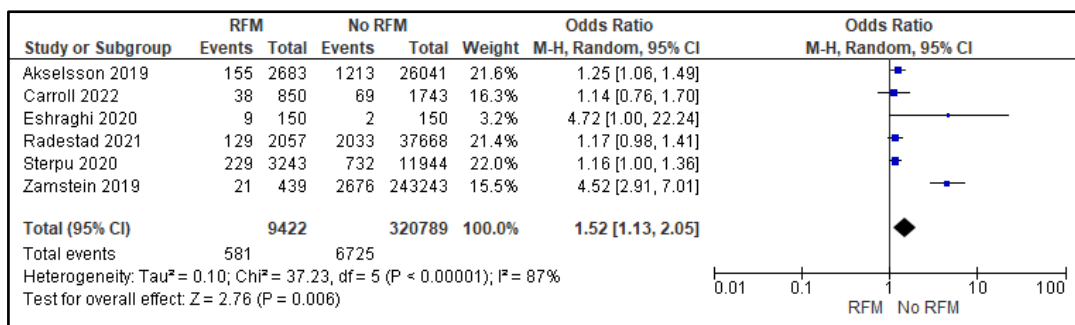 RFM No RFM Odds Ratio Odds Ratio
Study or Subgroup Events Total Events Total Weight M-H, Random, 95% CI M-H, Random, 95% CI
Akselsson 2019 155 2683 1213 26041 21.6% 1.25 [1.06, 1.49]
Carroll 2022 38 850 69 1743 16.3% 1.14 [0.76, 1.70]
Eshraghi 2020 9 150 2 150 3.2% 4.72 [1.00, 22.24]
Radestad 2021 129 2057 2033 37668 21.4% 1.17 [0.98, 1.41]
Sterpu 2020 229 3243 732 11944 22.0% 1.16 [1.00, 1.36]
Zamstein 2019 21 439 2676 243243 15.5% 4.52 [2.91, 7.01]
Total (95% CI) 9422 320789 100.0% 1.52 [1.13, 2.05]
Total events 581 6725
Heterogeneity: Tau² = 0.10; Chi² = 37.23, df = 5 (P < 0.00001); I² = 87%
Test for overall effect: Z = 2.76 (P = 0.006)
0.01 0.1 1 10 100
RFM No RFM